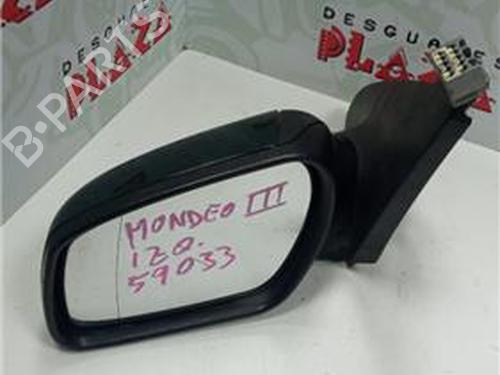 DESGUACES
PLAZA
DESGUACES
PLAZA
B-PARTS
MONDEO III
IZQ.
59033